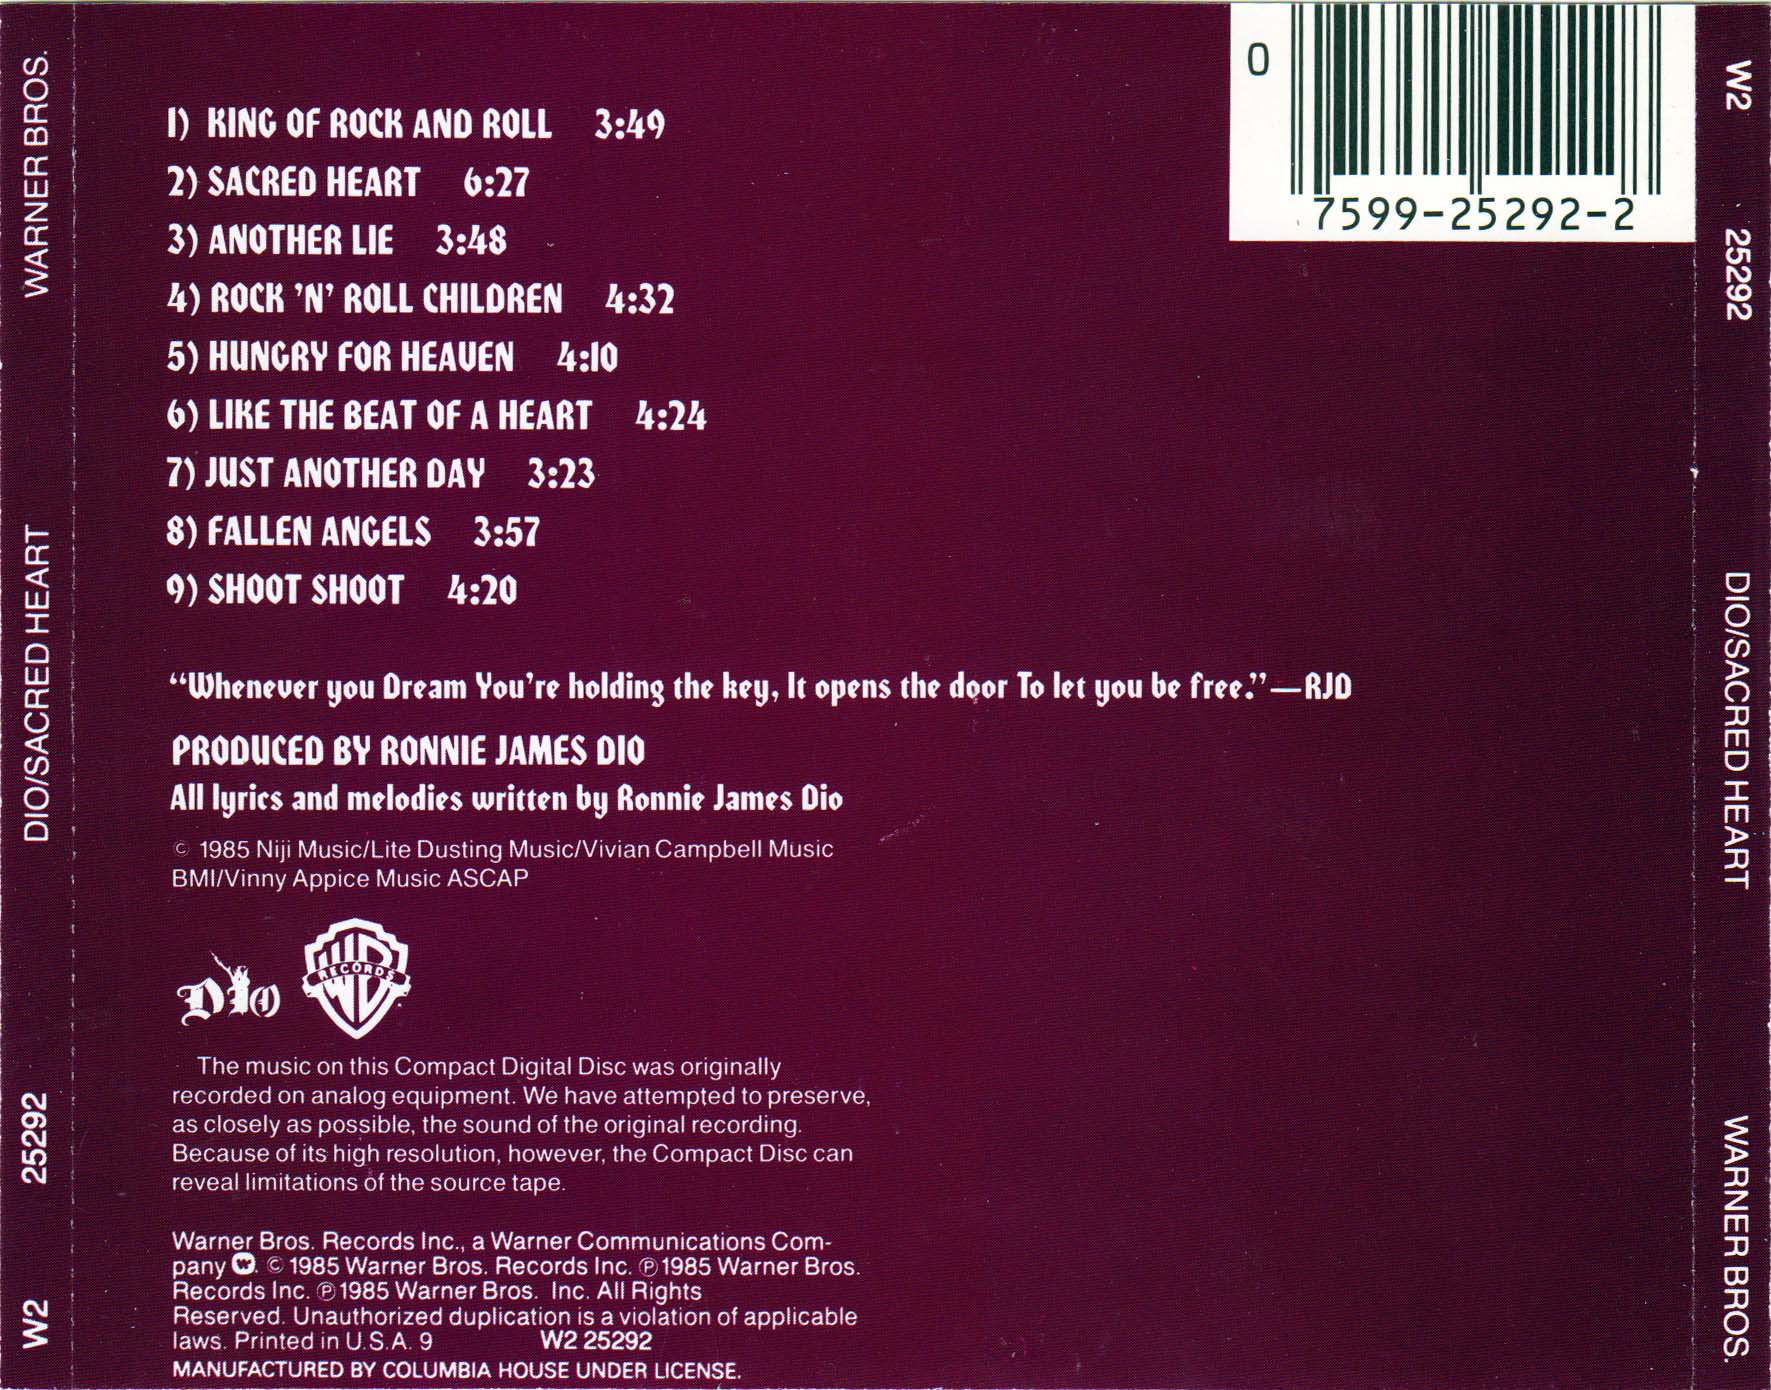 WARNER BROS.
DIO/SACRED HEART
25292
W2
1) KING OF ROCK AND ROLL 3:49
2) SACRED HEART 6:27
3) ANOTHER LIE 3:48
4) ROCK 'N' ROLL CHILDREN 4:32
5) HUNGRY FOR HEAVEN 4:10
6) LIKE THE BEAT OF A HEART 4:24
7) JUST ANOTHER DAY 3:23
8) FALLEN ANGELS 3:57
9) SHOOT SHOOT 4:20
"Whenever you Dream You're holding the key, It opens the door To let you be free."—RJD
PRODUCED BY RONNIE JAMES DIO
All lyrics and melodies written by Ronnie James Dio
© 1985 Niji Music/Lite Dusting Music/Vivian Campbell Music
BMI/Vinny Appice Music ASCAP
DIO
WB
RECORDS
The music on this Compact Digital Disc was originally
recorded on analog equipment. We have attempted to preserve,
as closely as possible, the sound of the original recording.
Because of its high resolution, however, the Compact Disc can
reveal limitations of the source tape.
Warner Bros. Records Inc., a Warner Communications Com-
pany W. © 1985 Warner Bros. Records Inc. ℗ 1985 Warner Bros.
Records Inc. ℗ 1985 Warner Bros. Inc. All Rights
Reserved. Unauthorized duplication is a violation of applicable
laws. Printed in U.S.A. 9 W2 25292
MANUFACTURED BY COLUMBIA HOUSE UNDER LICENSE.
0
7599-25292-2
W2
25292
DIO/SACRED HEART
WARNER BROS.